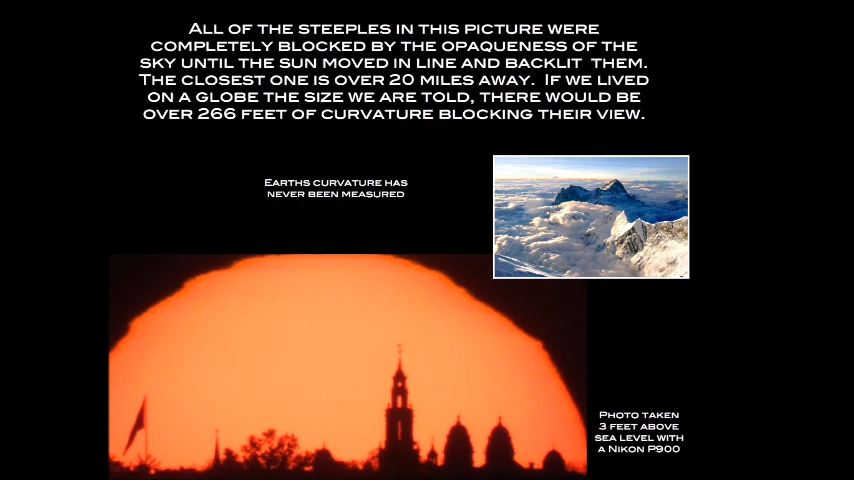 All of the steeples in this picture were
completely blocked by the opaqueness of the
sky until the sun moved in line and backlit them.
The closest one is over 20 miles away. If we lived
on a globe the size we are told, there would be
over 266 feet of curvature blocking their view.
Earths curvature has
never been measured
Photo taken
3 feet above
sea level with
a Nikon P900